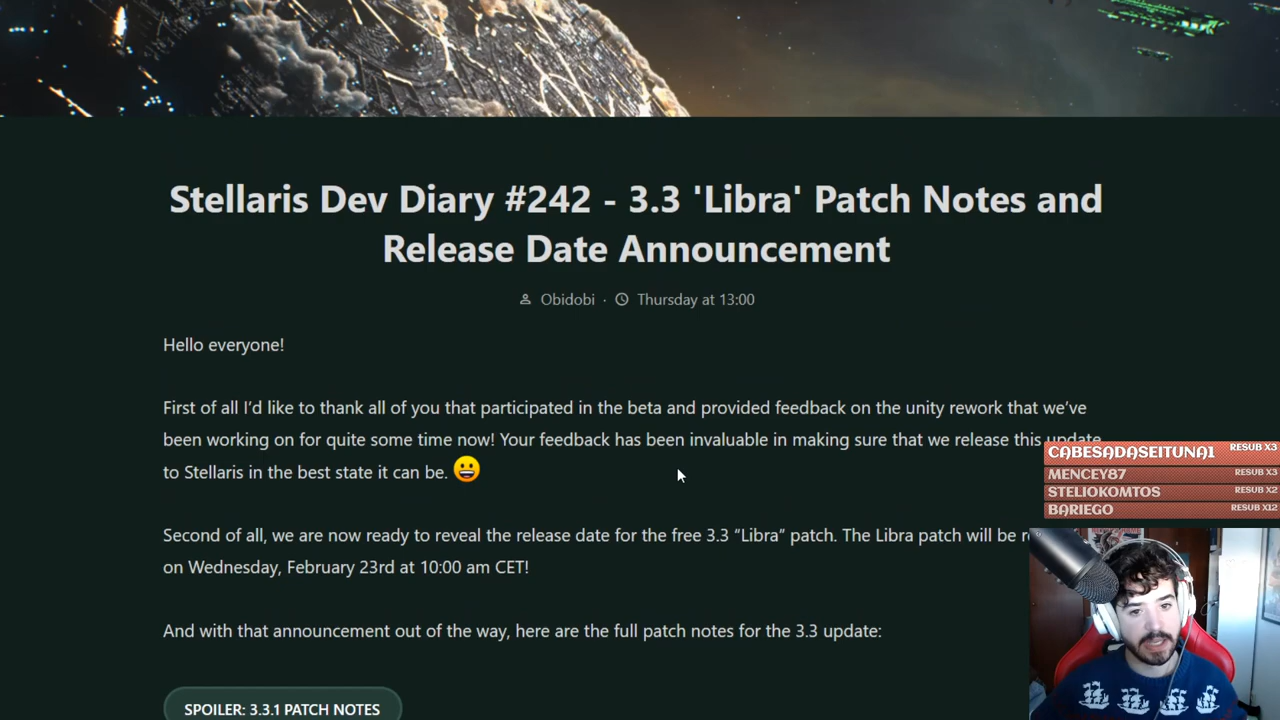 Stellaris Dev Diary #242 - 3.3 'Libra' Patch Notes and
Release Date Announcement
Obidobi · Thursday at 13:00
Hello everyone!
First of all I’d like to thank all of you that participated in the beta and provided feedback on the unity rework that we’ve
been working on for quite some time now! Your feedback has been invaluable in making sure that we release this update
to Stellaris in the best state it can be. 😀
CABESADASEITUNA1 RESUB X3
MENCEY87 RESUB X3
STELIOKOMTOS RESUB X2
BARIEGO RESUB X12
Second of all, we are now ready to reveal the release date for the free 3.3 “Libra” patch. The Libra patch will be
on Wednesday, February 23rd at 10:00 am CET!
And with that announcement out of the way, here are the full patch notes for the 3.3 update:
SPOILER: 3.3.1 PATCH NOTES